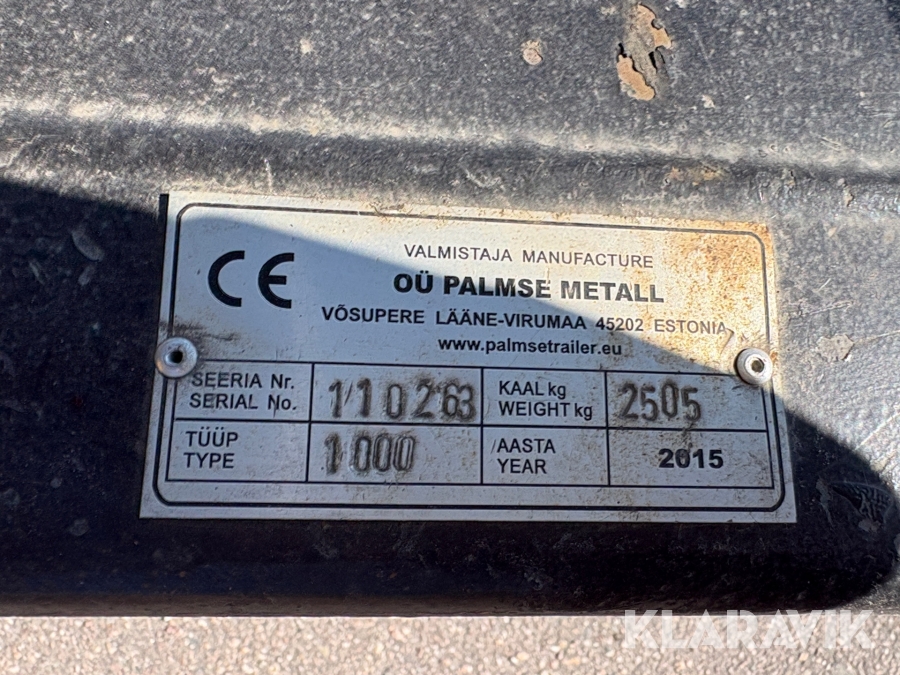 CE
VALMISTAJA MANUFACTURE
OÜ PALMSE METALL
VÕSUPERE LÄÄNE-VIRUMAA 45202 ESTONIA
www.palmsetrailer.eu
SEERIA Nr.
SERIAL No.
110263
KAAL kg
WEIGHT kg
2505
TÜÜP
TYPE
1000
AASTA
YEAR
2015
KLARAVIK